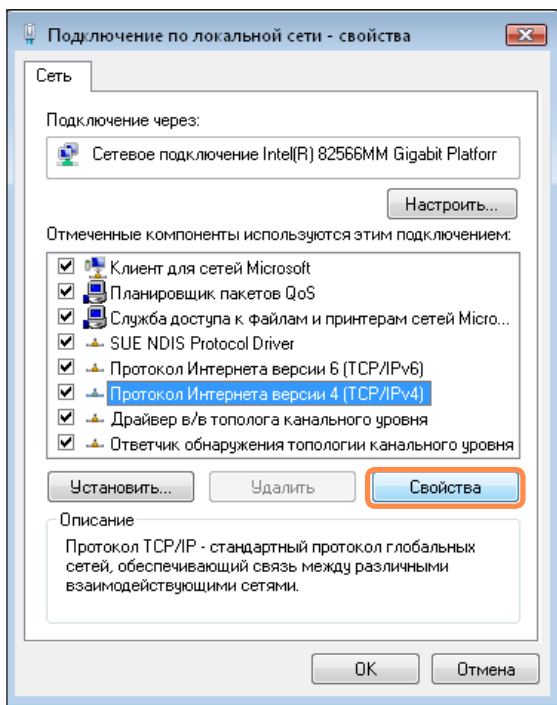 Подключение по локальной сети - свойства
Сеть
Подключение через:
Сетевое подключение Intel(R) 82566MM Gigabit Platforr
Настроить...
Отмеченные компоненты используются этим подключением:
Клиент для сетей Microsoft
Планировщик пакетов QoS
Служба доступа к файлам и принтерам сетей Micro...
SUE NDIS Protocol Driver
Протокол Интернета версии 6 (TCP/IPv6)
Протокол Интернета версии 4 (TCP/IPv4)
Драйвер в/в тополога канального уровня
Ответчик обнаружения топологии канального уровня
Установить... Удалить Свойства
Описание
Протокол TCP/IP - стандартный протокол глобальных
сетей, обеспечивающий связь между различными
взаимодействующими сетями.
OK Отмена